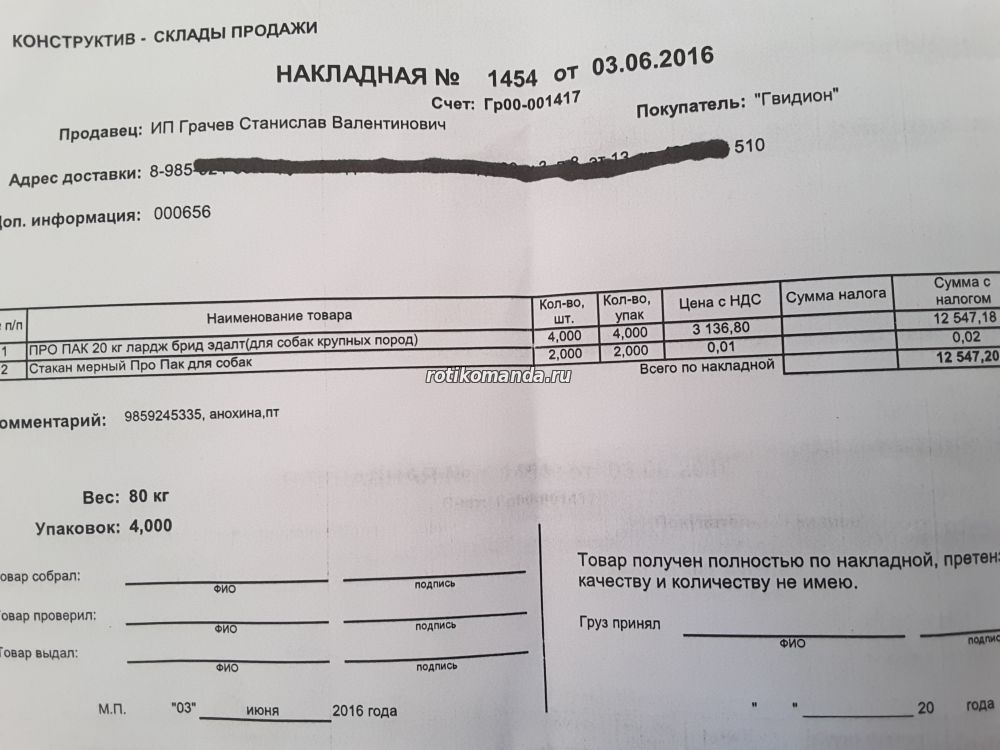 КОНСТРУКТИВ - СКЛАДЫ ПРОДАЖИ
НАКЛАДНАЯ № 1454 от 03.06.2016
Счет: Гр00-001417
Продавец: ИП Грачев Станислав Валентинович
Покупатель: "Гвидион"
Адрес доставки: 8-985 510
Доп. информация: 000656
п/п Наименование товара Кол-во, шт. Кол-во, упак Цена с НДС Сумма налога Сумма с налогом
1 ПРО ПАК 20 кг лардж брид эдалт(для собак крупных пород) 4,000 4,000 3 136,80 12 547,18
2 Стакан мерный Про Пак для собак 2,000 2,000 0,01 0,02
Всего по накладной 12 547,20
rotikomanda.ru
омментарий: 9859245335, анохина,пт
Вес: 80 кг
Упаковок: 4,000
Товар получен полностью по накладной, претен
качеству и количеству не имею.
овар собрал:
ФИО подпись
овар проверил:
ФИО подпись
Груз принял
ФИО подпис
Товар выдал:
ФИО подпись
М.П. "03" июня 2016 года
" " 20 года